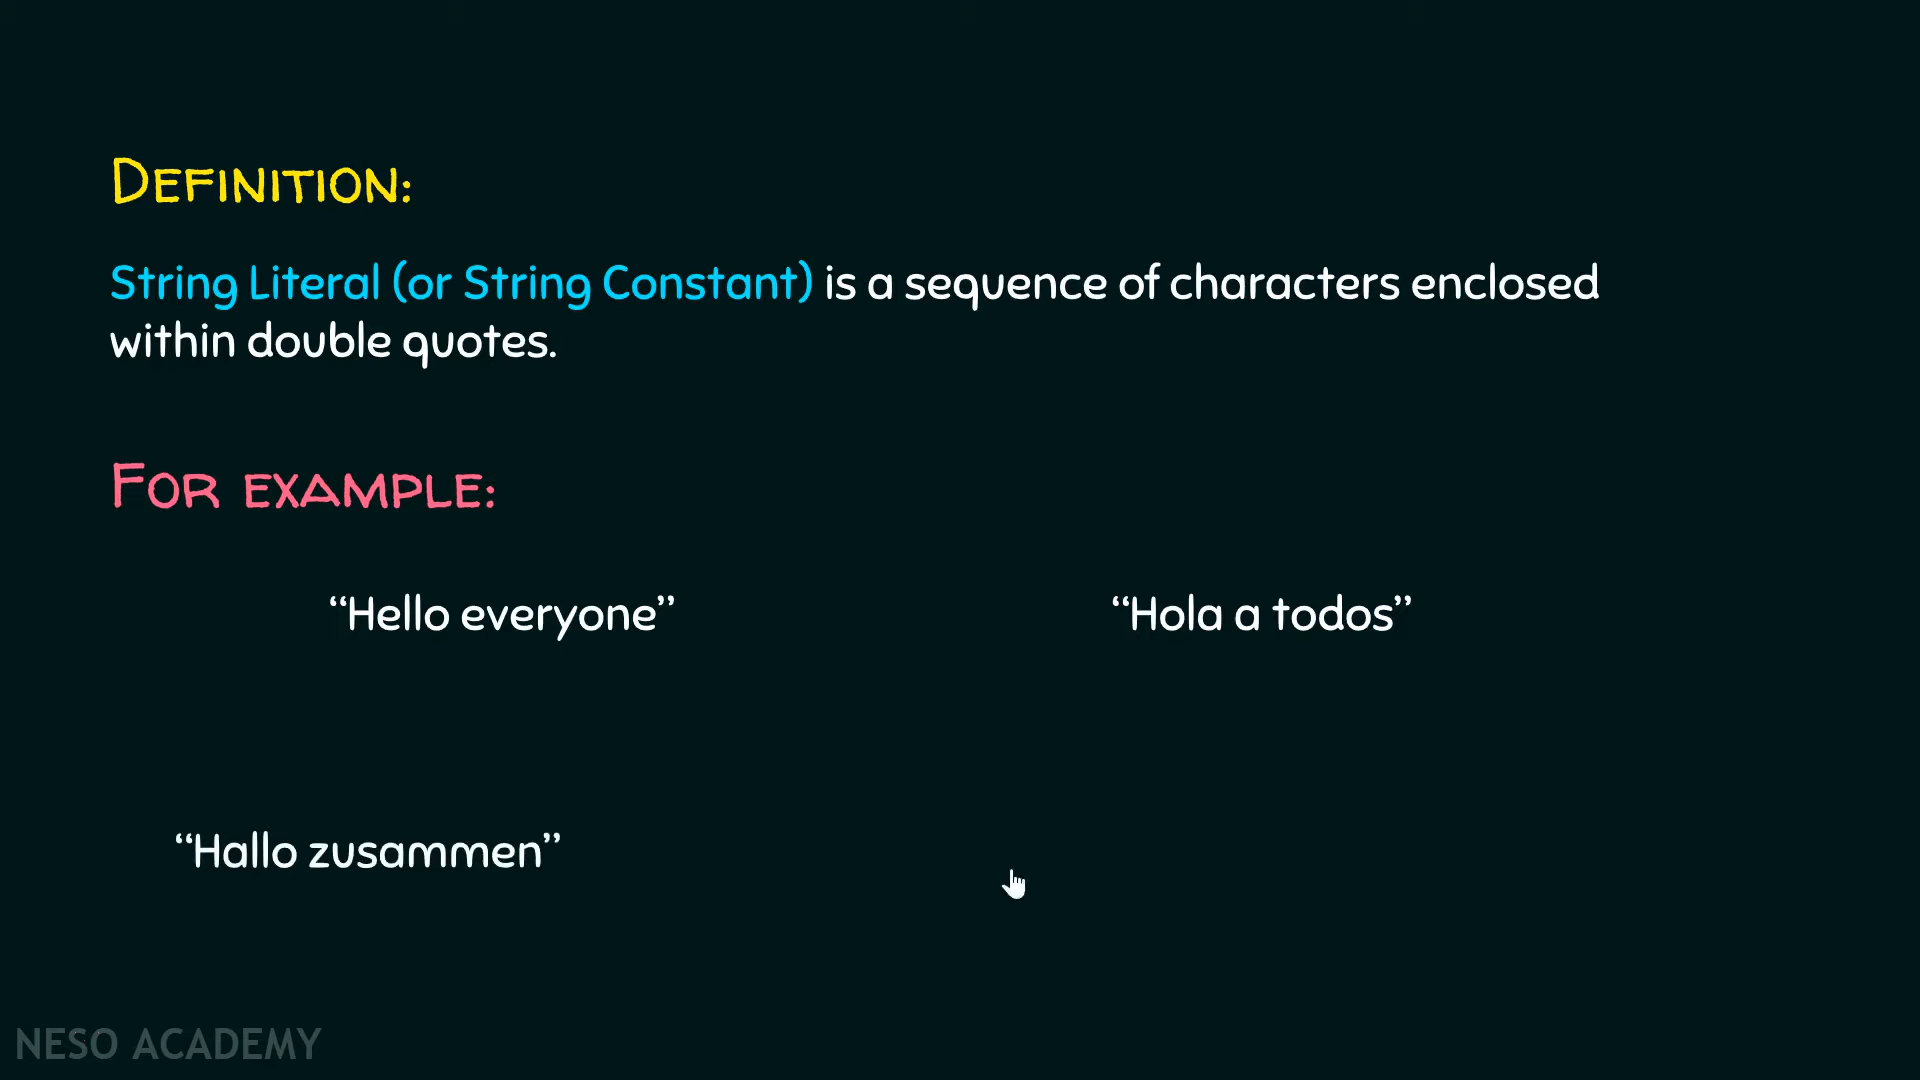 DEFINITION:
String Literal (or String Constant) is a sequence of characters enclosed
within double quotes.
FOR EXAMPLE:
“Hello everyone” “Hola a todos”
“Hallo zusammen”
NESO ACADEMY